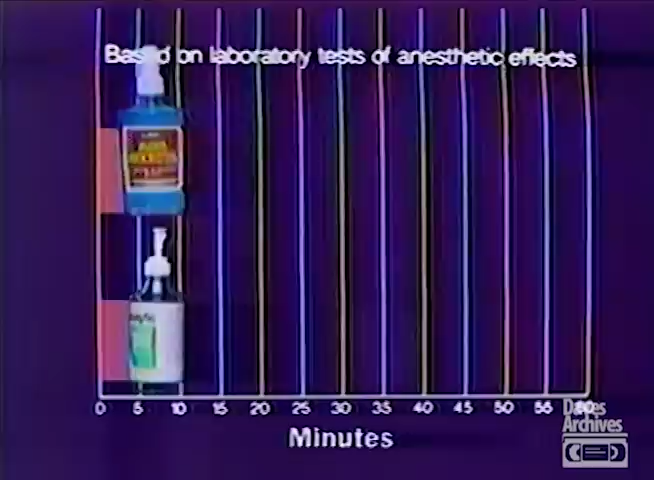 Based on laboratory tests of anesthetic effects
0 5 10 15 20 25 30 35 40 45 50 55 60
Minutes
Davies
Archives